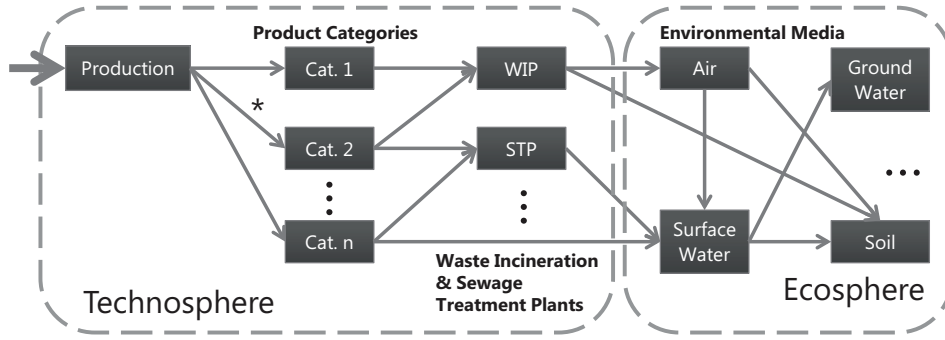 Product Categories
Environmental Media
Production
Cat. 1
WIP
Air
Ground
Water
*
Cat. 2
STP
...
Cat. n
Surface
Water
Soil
Waste Incineration
& Sewage
Treatment Plants
Technosphere
Ecosphere